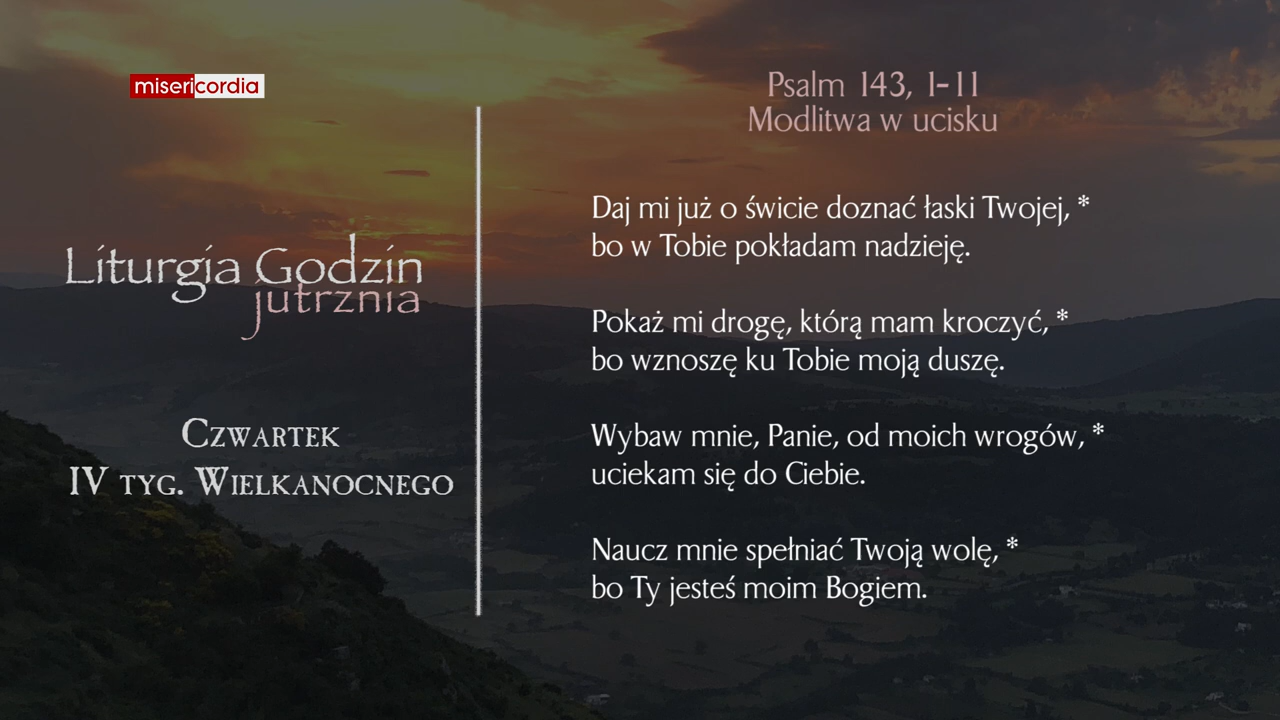 misericordia
Liturgia Godzin
jutrznia
Czwartek
IV tyg. Wielkanocnego
Psalm 143, 1-11
Modlitwa w ucisku
Daj mi już o świcie doznać łaski Twojej, *
bo w Tobie pokładam nadzieję.
Pokaż mi drogę, którą mam kroczyć, *
bo wznoszę ku Tobie moją duszę.
Wybaw mnie, Panie, od moich wrogów, *
uciekam się do Ciebie.
Naucz mnie spełniać Twoją wolę, *
bo Ty jesteś moim Bogiem.